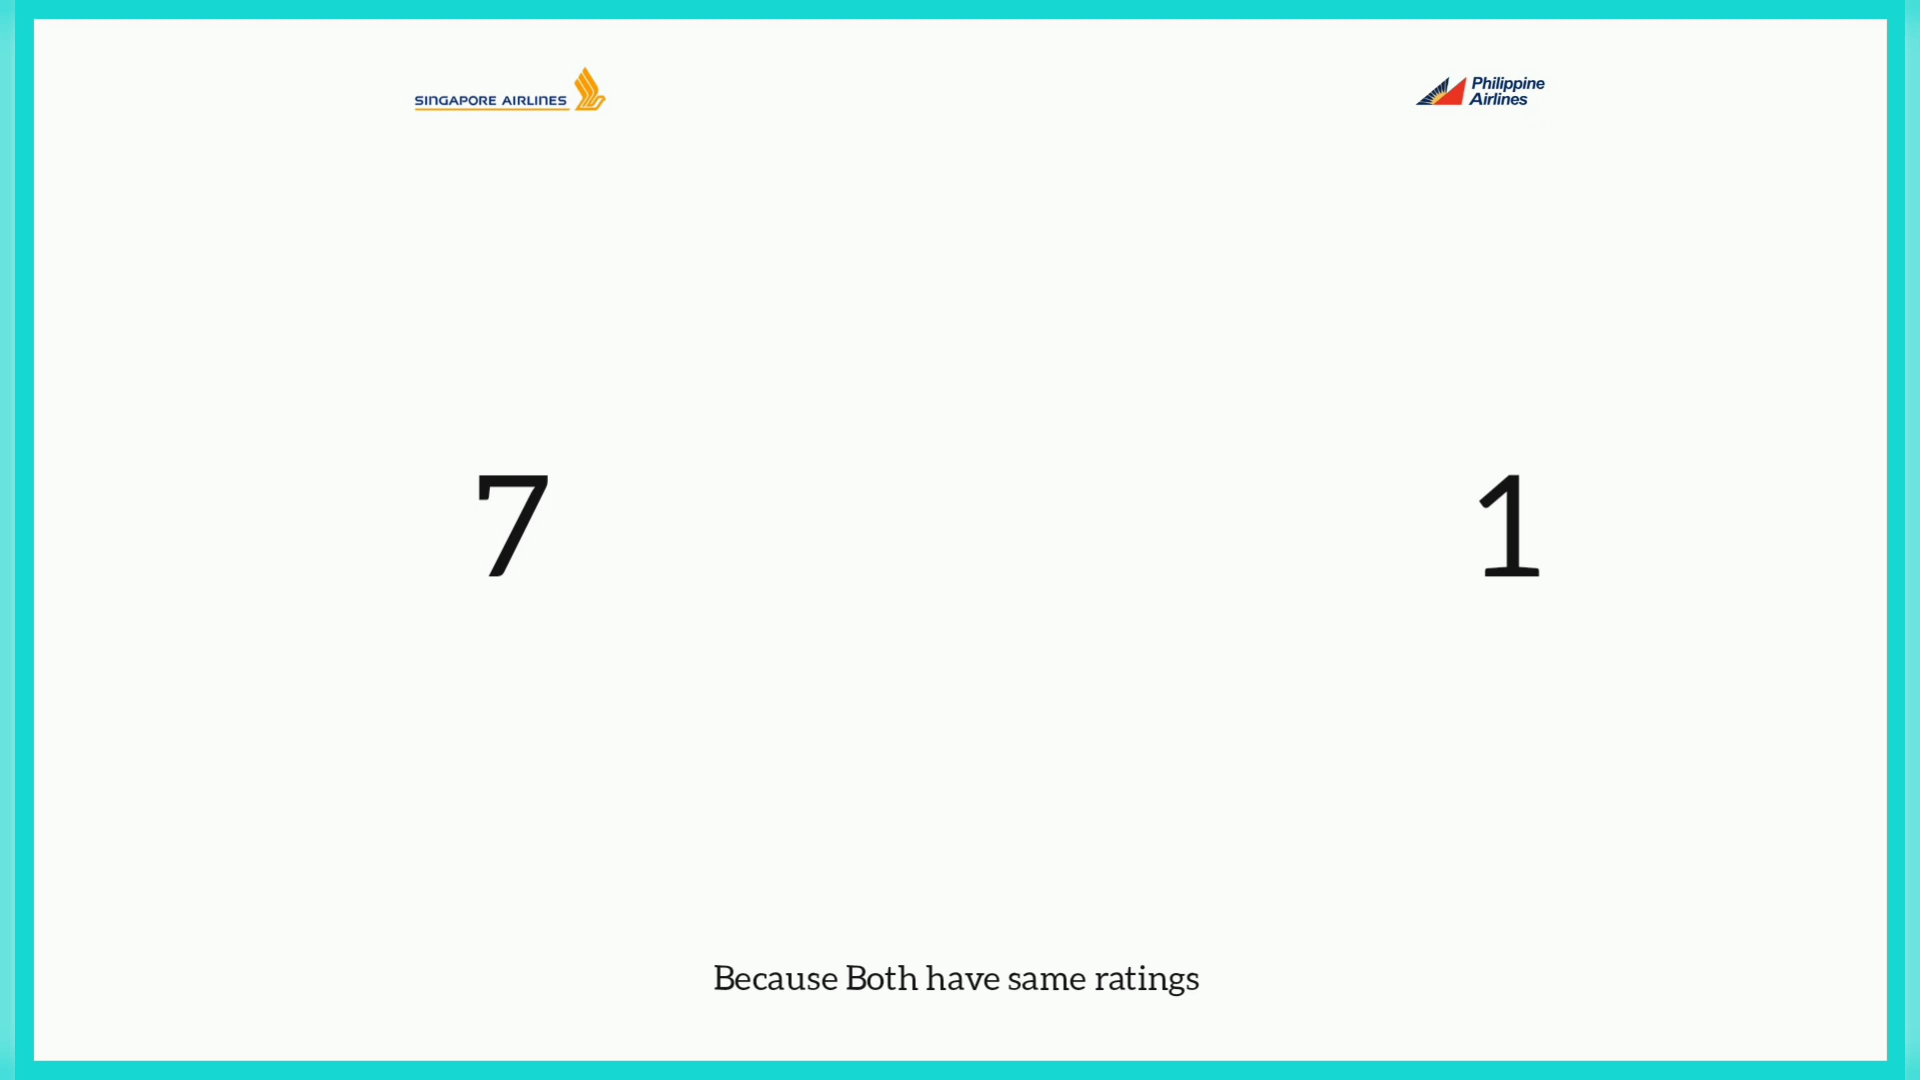 SINGAPORE AIRLINES
Philippine
Airlines
7
1
Because Both have same ratings